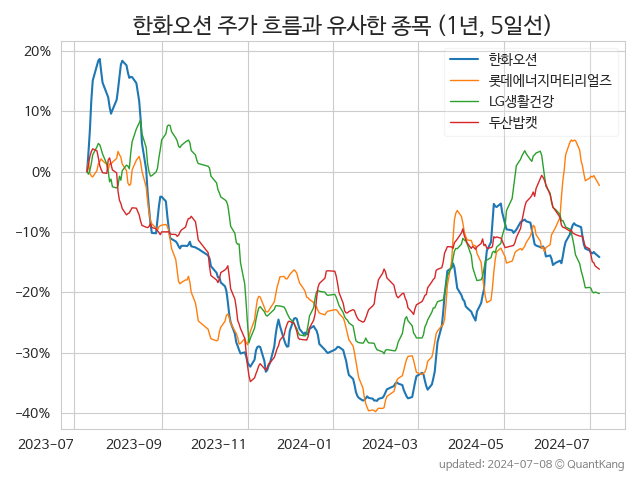 한화오션 주가 흐름과 유사한 종목 (1년, 5일선)
한화오션
롯데에너지머티리얼즈
LG생활건강
두산밥캣
20%
10%
0%
−10%
−20%
−30%
−40%
2023-07 2023-09 2023-11 2024-01 2024-03 2024-05 2024-07
updated: 2024-07-08 ⓒ QuantKang